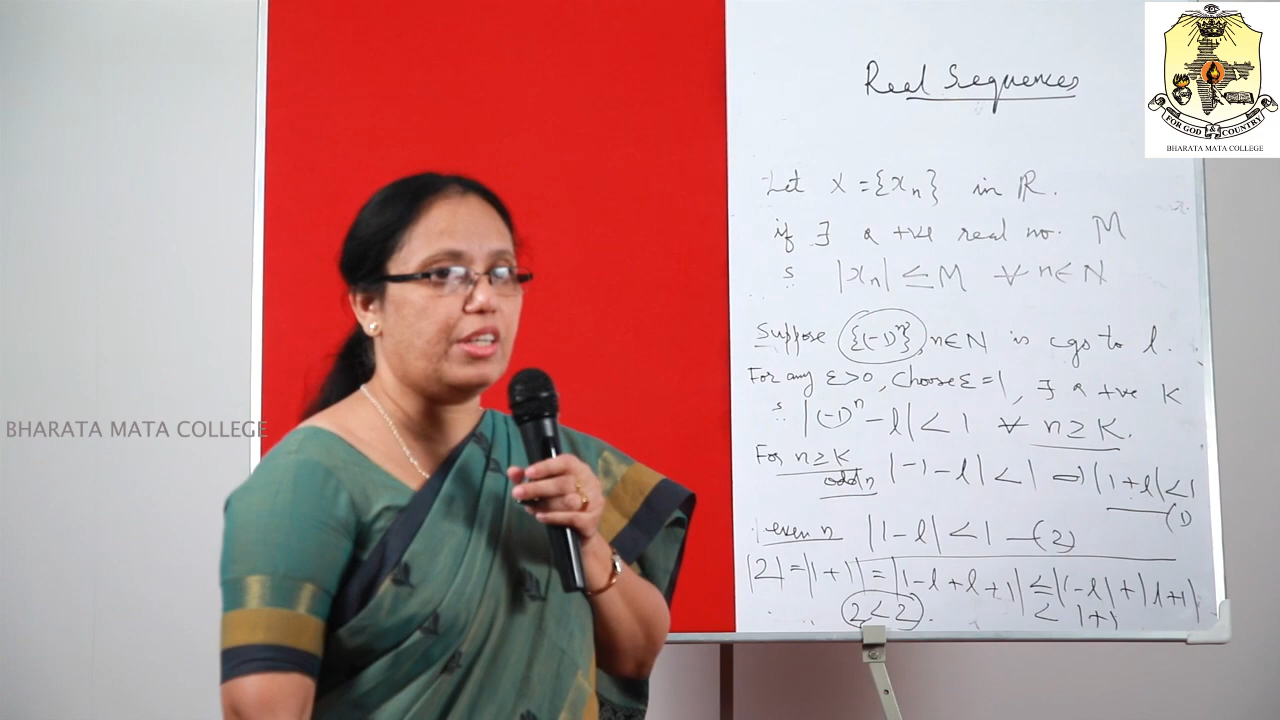 Real Sequences
FOR GOD & COUNTRY
BHARATA MATA COLLEGE
Let X = {xₙ} in ℝ.
if ∃ a +ve real no. M
s: |xₙ| ≤ M ∀ n ∈ N
Suppose {(-1)ⁿ}, n∈N is cgs to l.
For any ε>0, choose ε=1, ∃ a +ve K
s: |(-1)ⁿ - l| < 1 ∀ n ≥ K.
For n≥K
odd n |-1-l| < 1 ⇒ |1+l| < 1
(1)
even n |1-l| < 1 —(2)
|2| = |1+1| = |1-l+l+1| ≤ |1-l| + |l+1|
2<2. < 1+1
BHARATA MATA COLLEGE